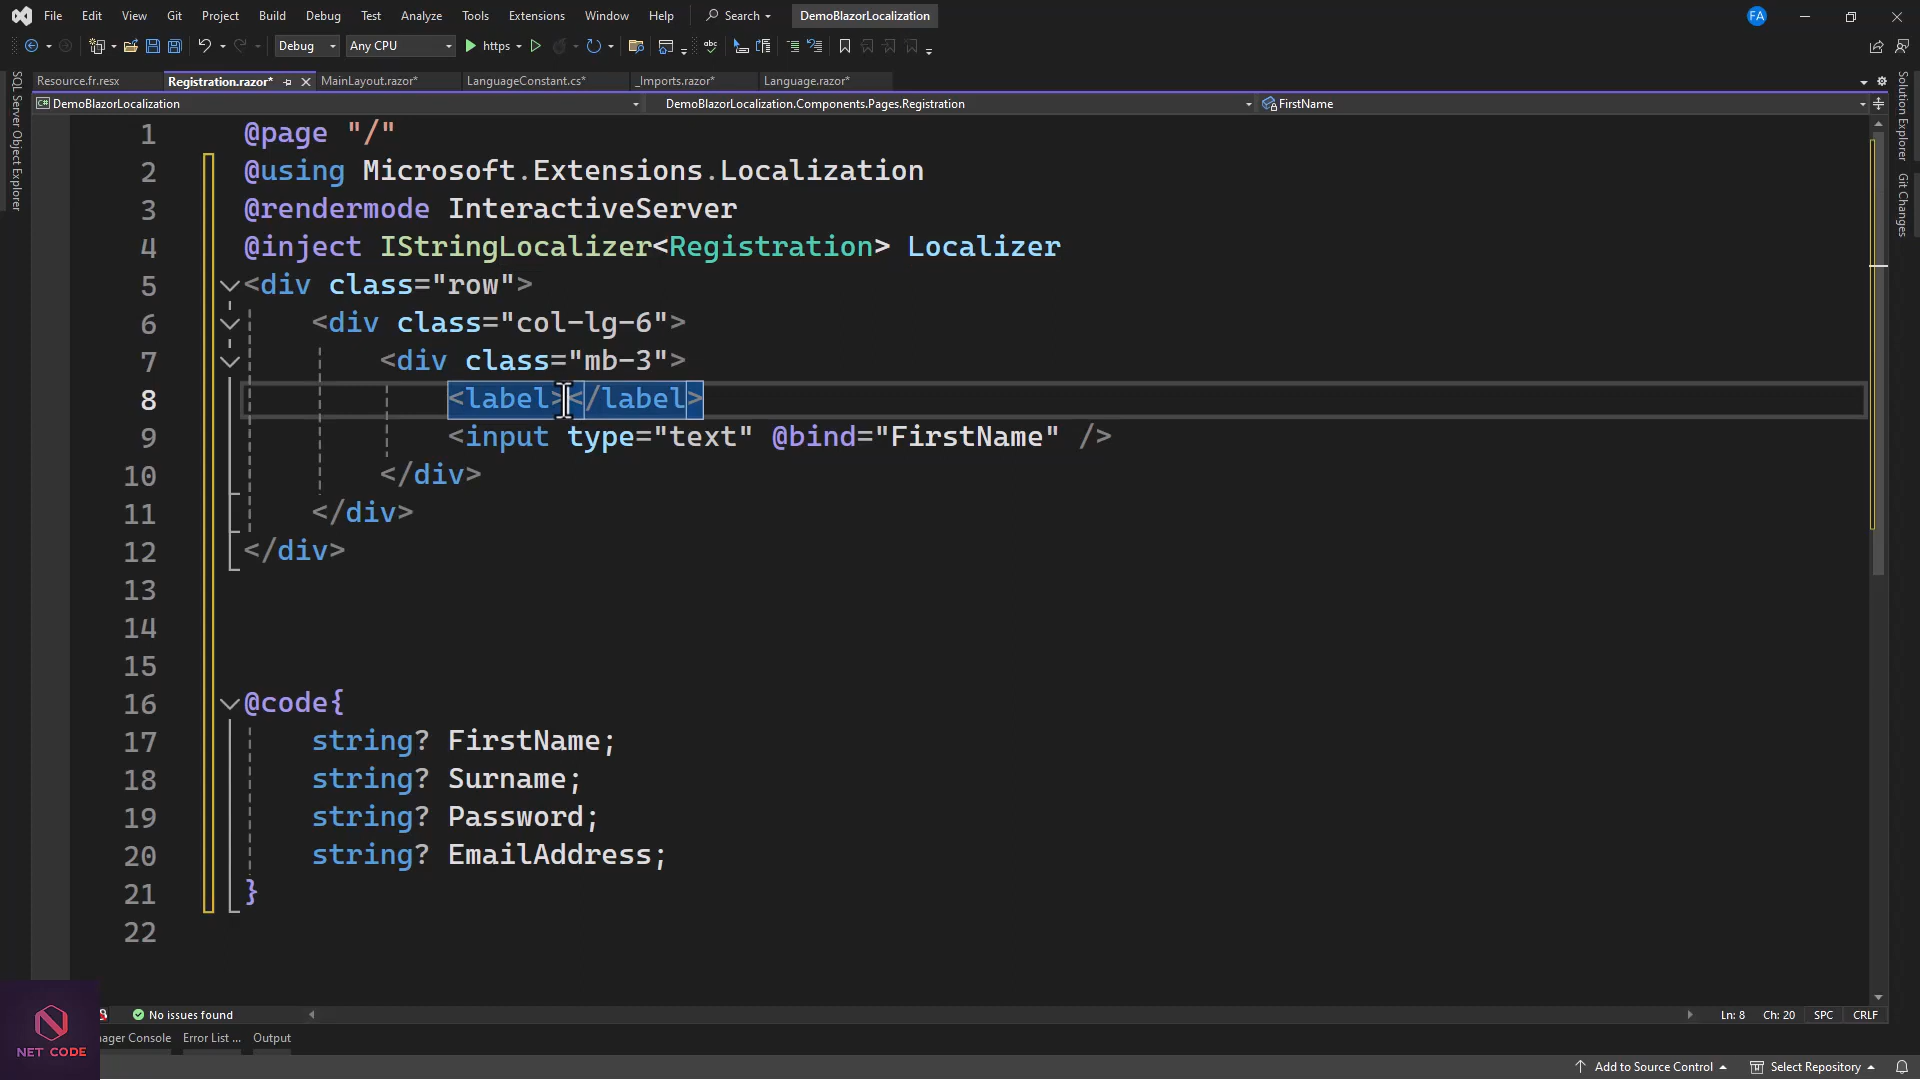 File Edit View Git Project Build Debug Test Analyze Tools Extensions Window Help Search DemoBlazorLocalization FA
Debug Any CPU https
Resource.fr.resx Registration.razor* MainLayout.razor* LanguageConstant.cs* _Imports.razor* Language.razor*
DemoBlazorLocalization DemoBlazorLocalization.Components.Pages.Registration FirstName
SQL Server Object Explorer
Solution Explorer
Git Changes
1 @page "/"
2 @using Microsoft.Extensions.Localization
3 @rendermode InteractiveServer
4 @inject IStringLocalizer<Registration> Localizer
5 <div class="row">
6 <div class="col-lg-6">
7 <div class="mb-3">
8 <label></label>
9 <input type="text" @bind="FirstName" />
10 </div>
11 </div>
12 </div>
13
14
15
16 @code{
17 string? FirstName;
18 string? Surname;
19 string? Password;
20 string? EmailAddress;
21 }
22
No issues found Ln: 8 Ch: 20 SPC CRLF
ager Console Error List ... Output
NET CODE
Add to Source Control Select Repository